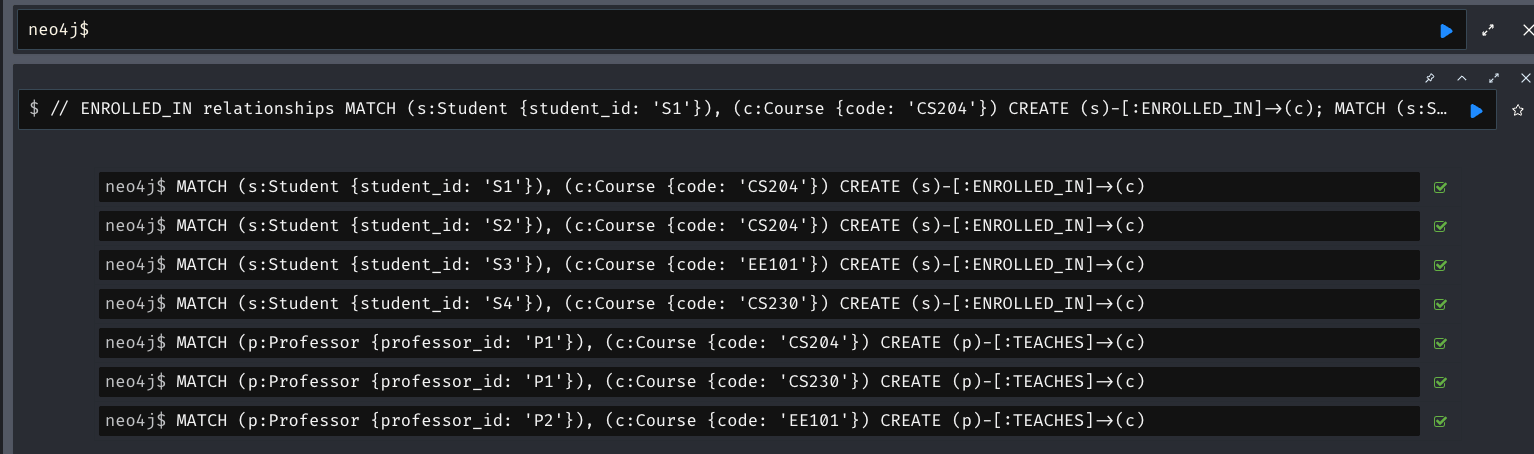 neo4j$
$ // ENROLLED_IN relationships MATCH (s:Student {student_id: 'S1'}), (c:Course {code: 'CS204'}) CREATE (s)-[:ENROLLED_IN]->(c); MATCH (s:S…
neo4j$ MATCH (s:Student {student_id: 'S1'}), (c:Course {code: 'CS204'}) CREATE (s)-[:ENROLLED_IN]->(c)
neo4j$ MATCH (s:Student {student_id: 'S2'}), (c:Course {code: 'CS204'}) CREATE (s)-[:ENROLLED_IN]->(c)
neo4j$ MATCH (s:Student {student_id: 'S3'}), (c:Course {code: 'EE101'}) CREATE (s)-[:ENROLLED_IN]->(c)
neo4j$ MATCH (s:Student {student_id: 'S4'}), (c:Course {code: 'CS230'}) CREATE (s)-[:ENROLLED_IN]->(c)
neo4j$ MATCH (p:Professor {professor_id: 'P1'}), (c:Course {code: 'CS204'}) CREATE (p)-[:TEACHES]->(c)
neo4j$ MATCH (p:Professor {professor_id: 'P1'}), (c:Course {code: 'CS230'}) CREATE (p)-[:TEACHES]->(c)
neo4j$ MATCH (p:Professor {professor_id: 'P2'}), (c:Course {code: 'EE101'}) CREATE (p)-[:TEACHES]->(c)